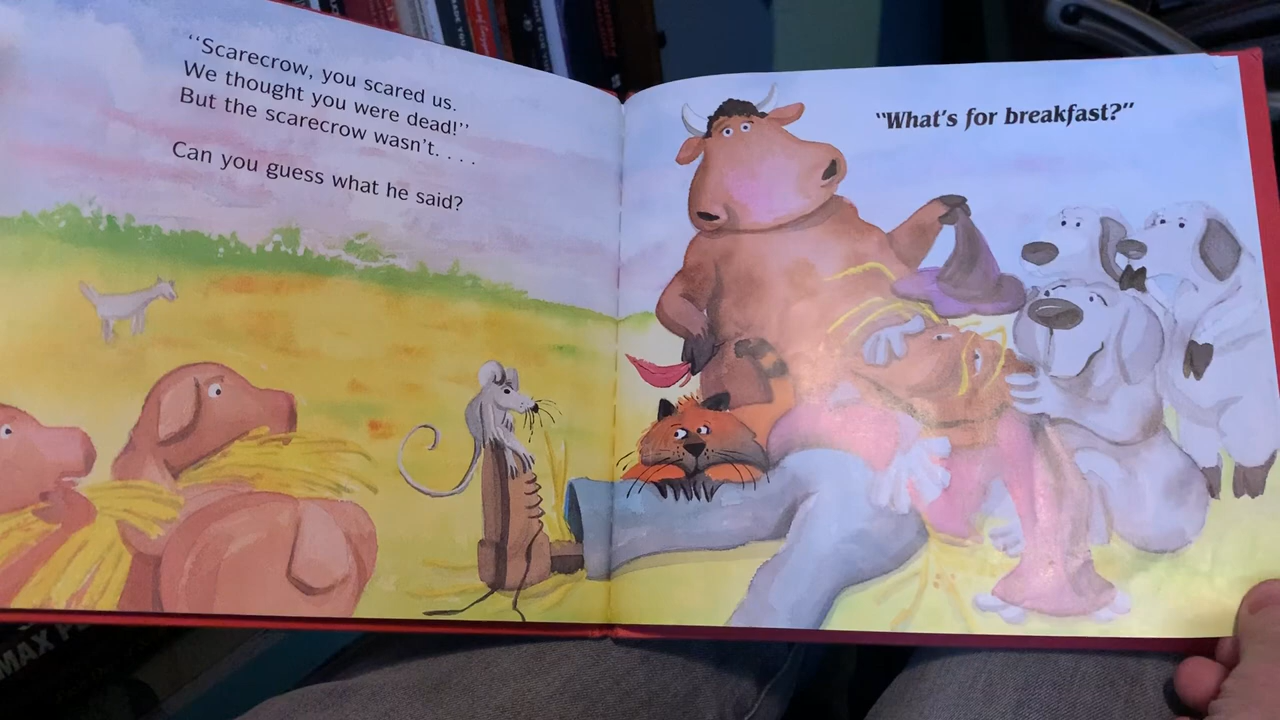 "Scarecrow, you scared us.
We thought you were dead!"
But the scarecrow wasn't. . . .
Can you guess what he said?
"What's for breakfast?"
MAX